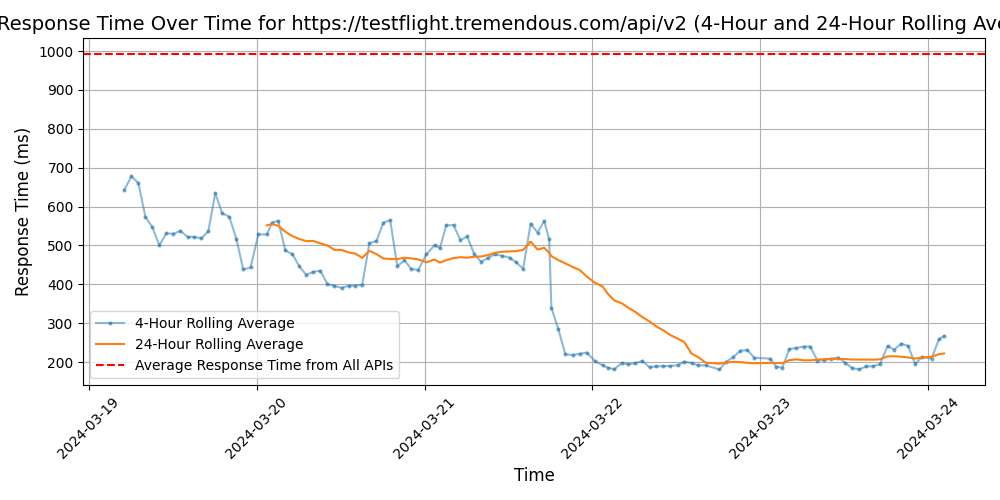 Response Time Over Time for https://testflight.tremendous.com/api/v2 (4-Hour and 24-Hour Rolling Ave
Response Time (ms)
1000
900
800
700
600
500
400
300
200
4-Hour Rolling Average
24-Hour Rolling Average
Average Response Time from All APIs
2024-03-19
2024-03-20
2024-03-21
2024-03-22
2024-03-23
2024-03-24
Time